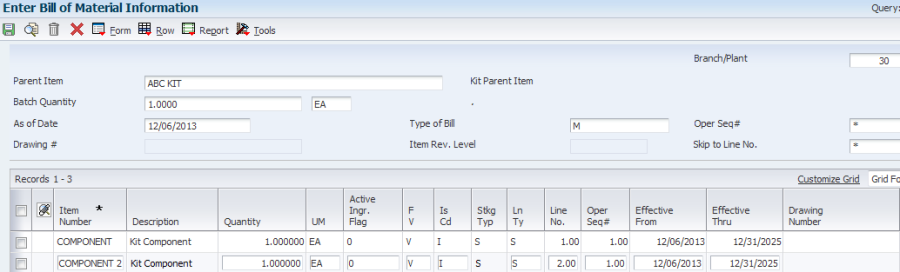 Enter Bill of Material Information Query:
Form Row Report Tools
Branch/Plant 30
Parent Item ABC KIT Kit Parent Item
Batch Quantity 1.0000 EA .
As of Date 12/06/2013 Type of Bill M Oper Seq# *
Drawing # Item Rev. Level Skip to Line No. *
Records 1 - 3 Customize Grid Grid Fo
Item Number * Description Quantity UM Active Ingr. Flag F V Is Cd Stkg Typ Ln Ty Line No. Oper Seq# Effective From Effective Thru Drawing Number
COMPONENT Kit Component 1.000000 EA 0 V I S S 1.00 1.00 12/06/2013 12/31/2025
COMPONENT 2 Kit Component 1.000000 EA 0 V I S S 2.00 1.00 12/06/2013 12/31/2025